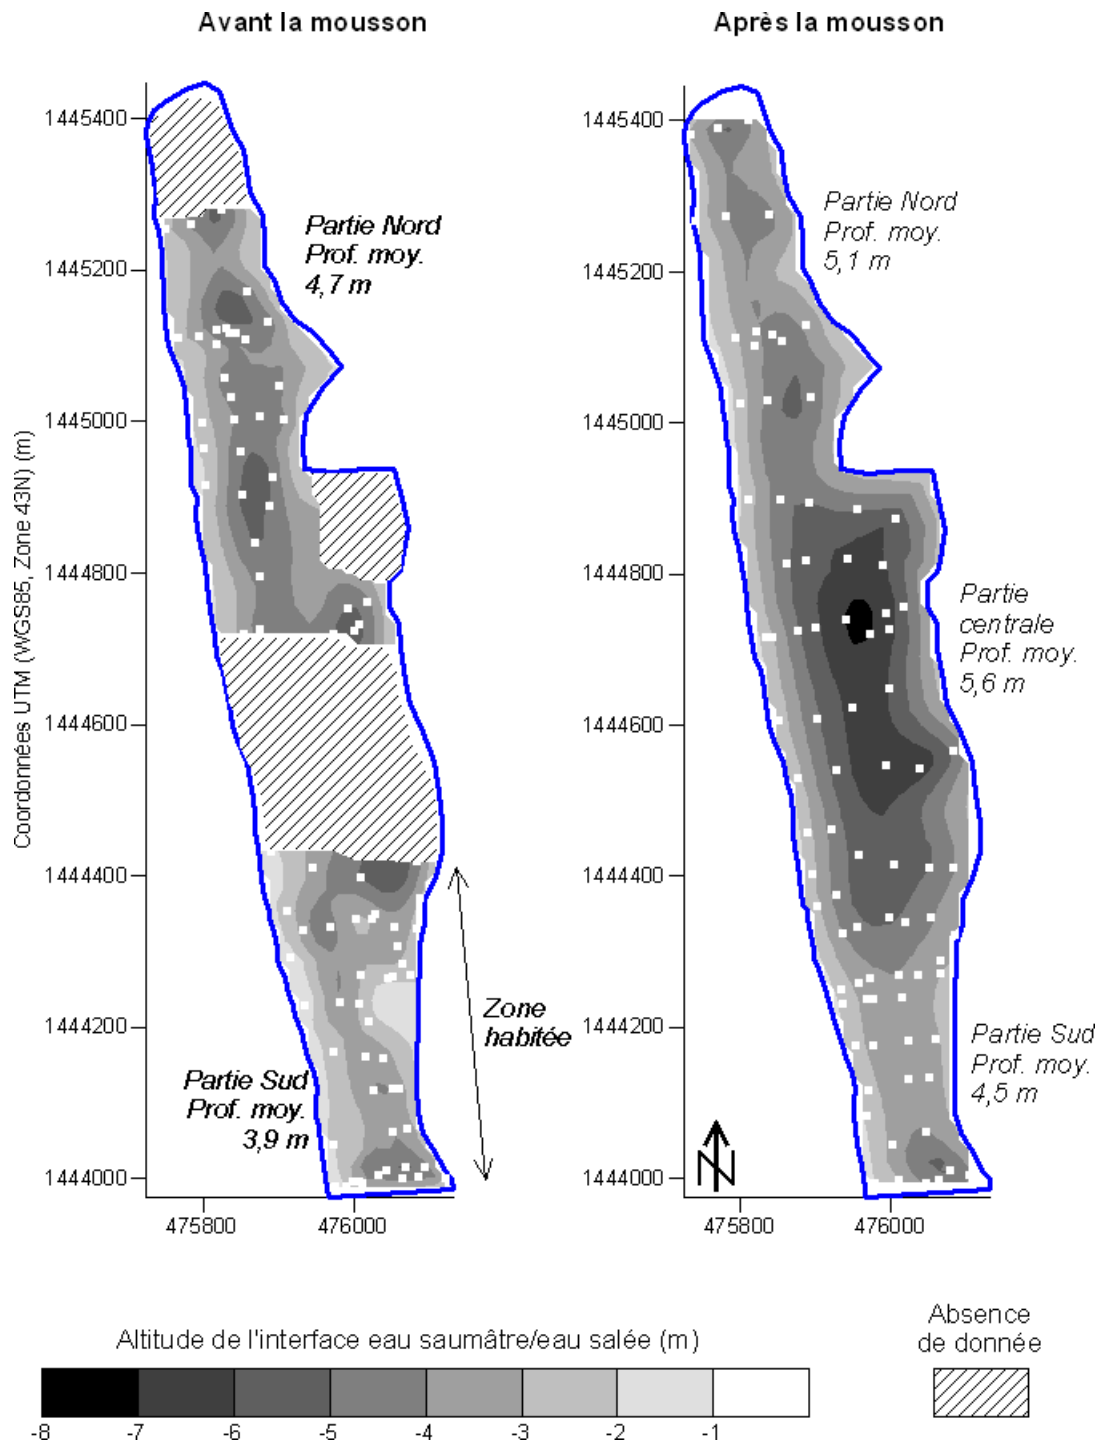 Avant la mousson
Après la mousson
Coordonnées UTM (WGS85, Zone 43N) (m)
1445400
1445200
1445000
1444800
1444600
1444400
1444200
1444000
475800
476000
Partie Nord
Prof. moy.
4,7 m
Zone
habitée
Partie Sud
Prof. moy.
3,9 m
1445400
1445200
1445000
1444800
1444600
1444400
1444200
1444000
475800
476000
Partie Nord
Prof. moy.
5,1 m
Partie
centrale
Prof. moy.
5,6 m
Partie Sud
Prof. moy.
4,5 m
N
Altitude de l'interface eau saumâtre/eau salée (m)
-8
-7
-6
-5
-4
-3
-2
-1
Absence
de donnée